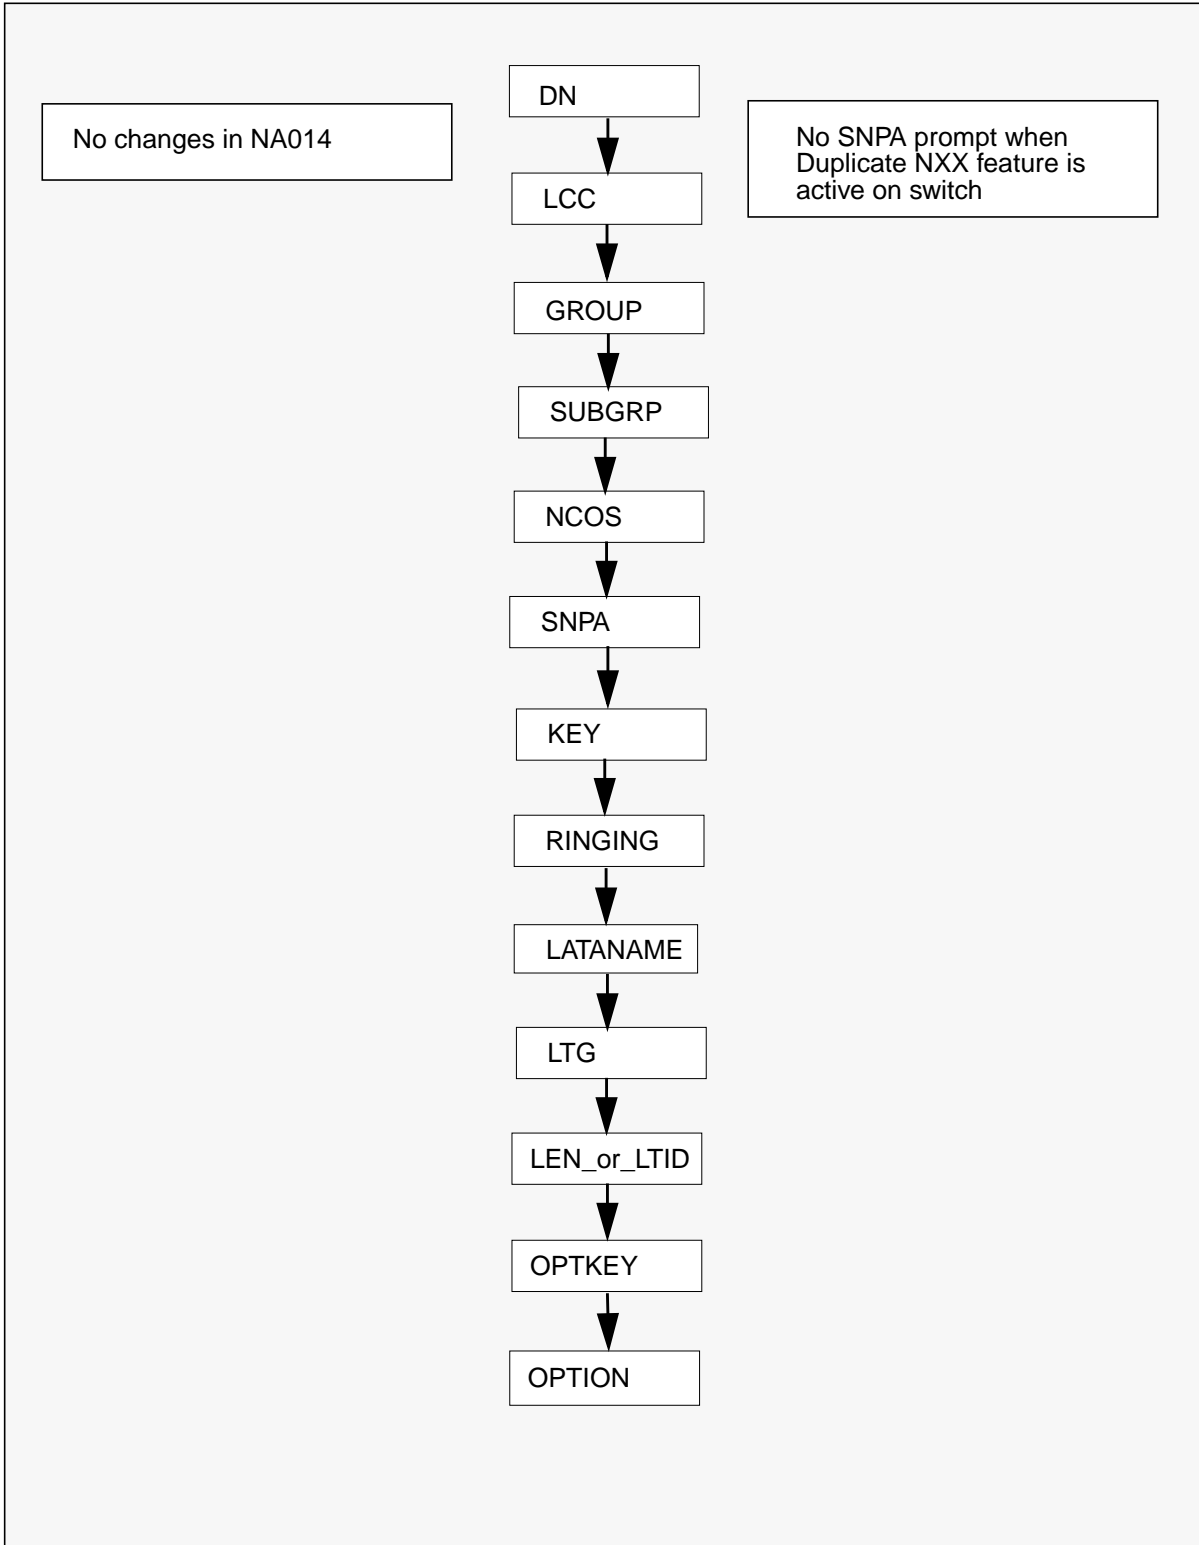 DN
No changes in NA014
No SNPA prompt when
Duplicate NXX feature is
active on switch
LCC
GROUP
SUBGRP
NCOS
SNPA
KEY
RINGING
LATANAME
LTG
LEN_or_LTID
OPTKEY
OPTION